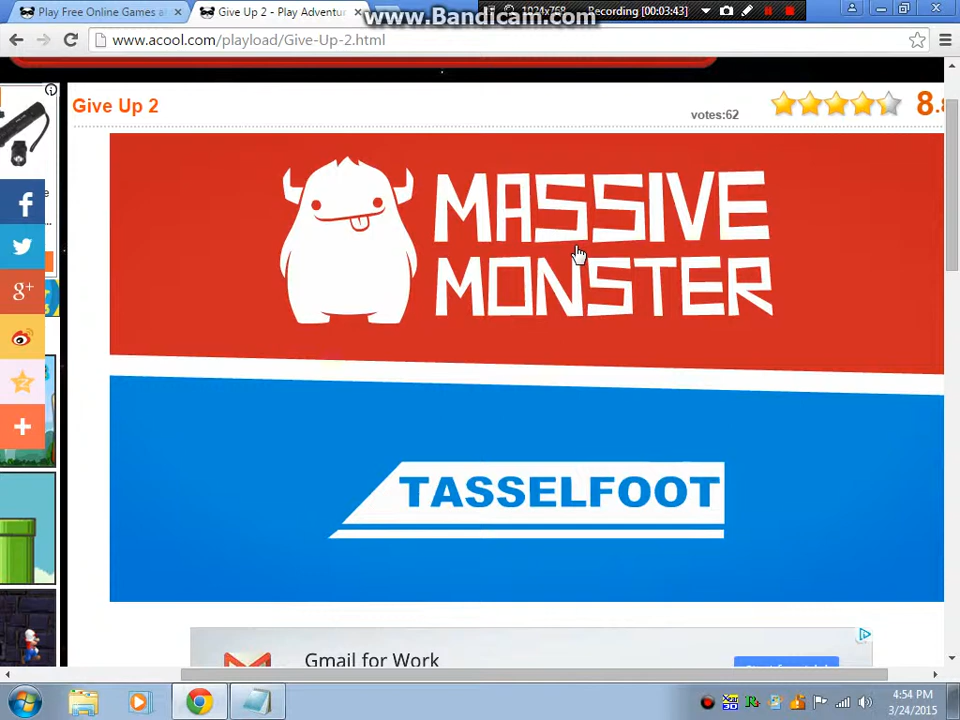 www.Bandicam.com
1024x768
Recording [00:03:43]
Play Free Online Games a
Give Up 2 - Play Adventur
www.acool.com/playload/Give-Up-2.html
Give Up 2
votes:62
8.
MASSIVE
MONSTER
TASSELFOOT
Gmail for Work
4:54 PM
3/24/2015